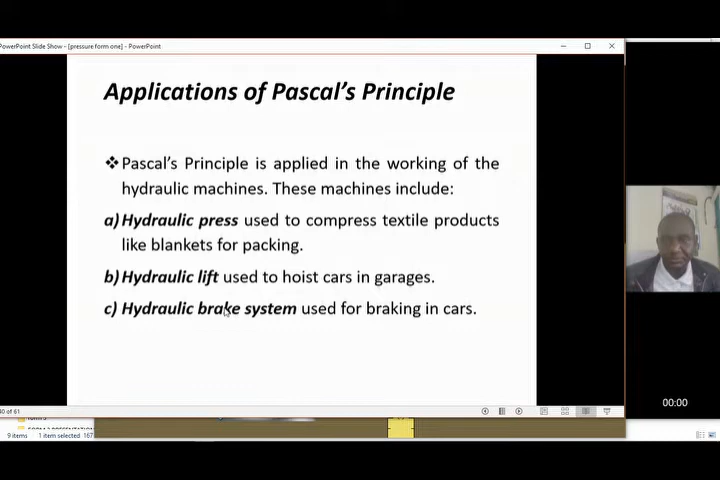 PowerPoint Slide Show - [pressure form one] - PowerPoint
Applications of Pascal's Principle
❖Pascal's Principle is applied in the working of the
hydraulic machines. These machines include:
a) Hydraulic press used to compress textile products
like blankets for packing.
b) Hydraulic lift used to hoist cars in garages.
c) Hydraulic brake system used for braking in cars.
00:00
of 61
9 items 1 item selected